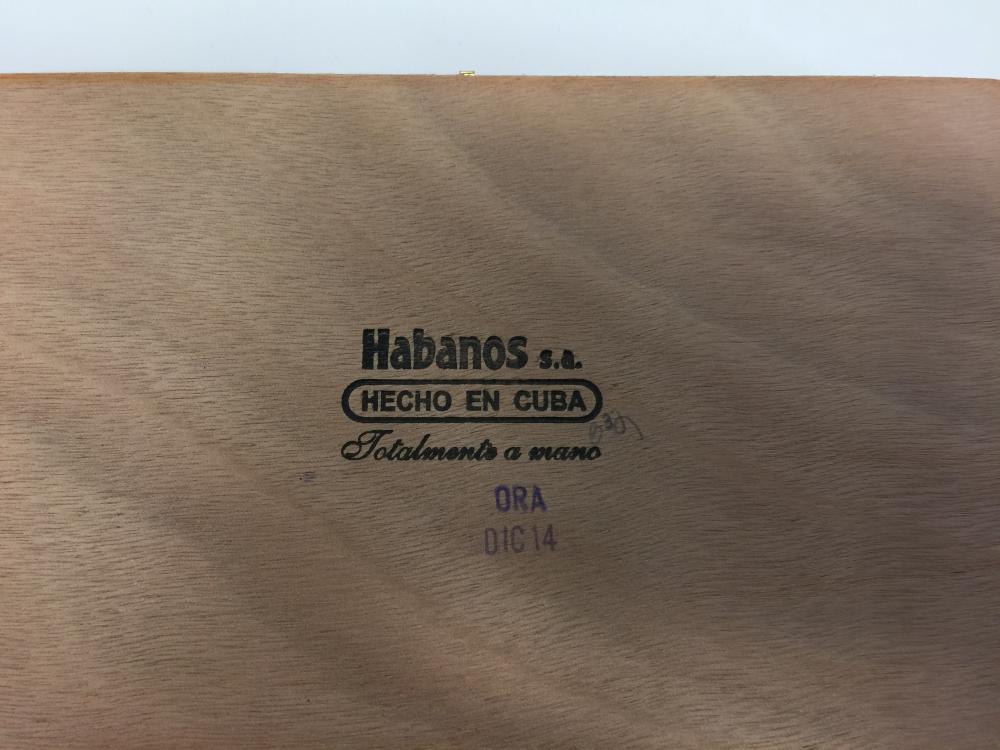 Habanos s.a.
HECHO EN CUBA
Totalmente a mano
ORA
DIC 14